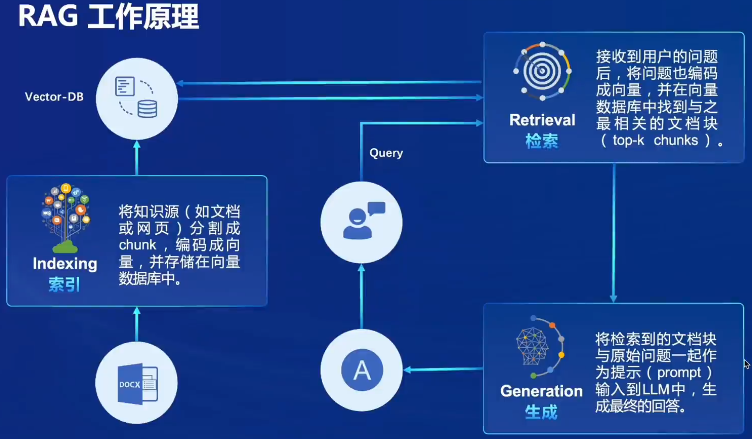 RAG 工作原理
Vector-DB
Retrieval
检索
接收到用户的问题
后，将问题也编码
成向量，并在向量
数据库中找到与之
最相关的文档块
（top-k chunks）。
Query
Indexing
索引
将知识源（如文档
或网页）分割成
chunk，编码成向
量，并存储在向量
数据库中。
DOCX
A
Generation
生成
将检索到的文档块
与原始问题一起作
为提示（prompt）
输入到LLM中，生
成最终的回答。